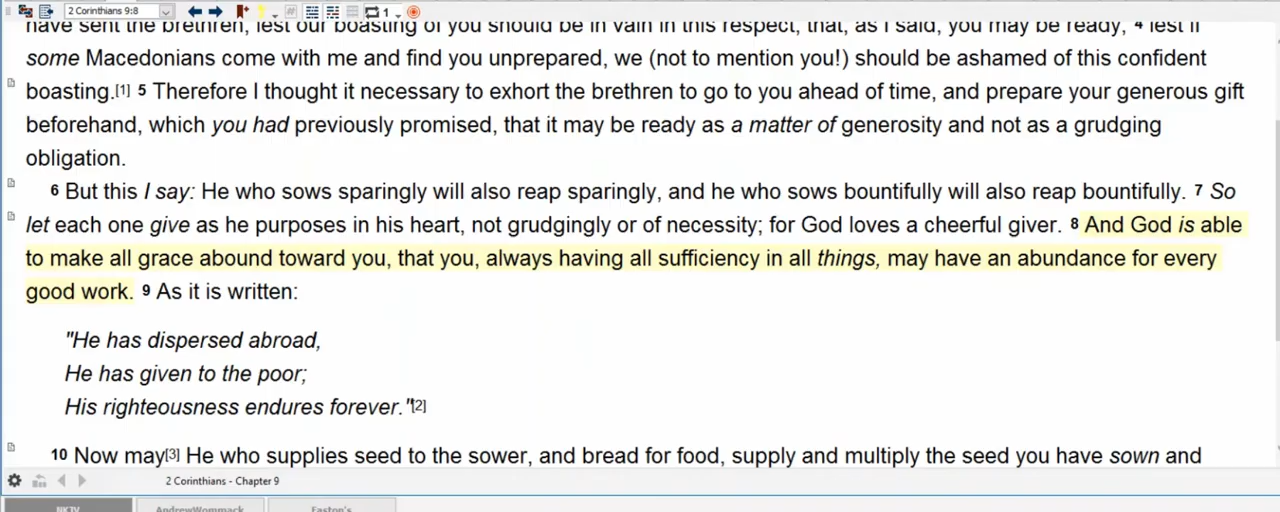 2 Corinthians 9:8
1
have sent the brethren, lest our boasting of you should be in vain in this respect, that, as I said, you may be ready; 4 lest if
some Macedonians come with me and find you unprepared, we (not to mention you!) should be ashamed of this confident
boasting.[1] 5 Therefore I thought it necessary to exhort the brethren to go to you ahead of time, and prepare your generous gift
beforehand, which you had previously promised, that it may be ready as a matter of generosity and not as a grudging
obligation.
6 But this I say: He who sows sparingly will also reap sparingly, and he who sows bountifully will also reap bountifully. 7 So
let each one give as he purposes in his heart, not grudgingly or of necessity; for God loves a cheerful giver. 8 And God is able
to make all grace abound toward you, that you, always having all sufficiency in all things, may have an abundance for every
good work. 9 As it is written:
"He has dispersed abroad,
He has given to the poor;
His righteousness endures forever."[2]
10 Now may[3] He who supplies seed to the sower, and bread for food, supply and multiply the seed you have sown and
2 Corinthians - Chapter 9
NKJV AndrewWommack Easton's